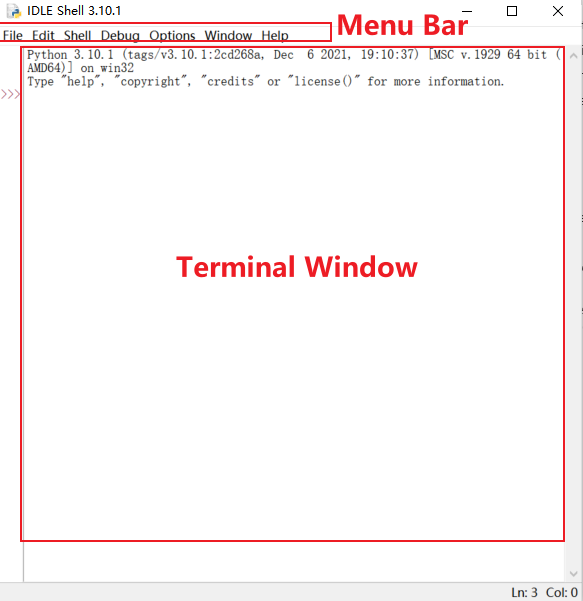 IDLE Shell 3.10.1
File Edit Shell Debug Options Window Help
Menu Bar
Python 3.10.1 (tags/v3.10.1:2cd268a, Dec  6 2021, 19:10:37) [MSC v.1929 64 bit (
AMD64)] on win32
Type "help", "copyright", "credits" or "license()" for more information.
>>>
Terminal Window
Ln: 3 Col: 0